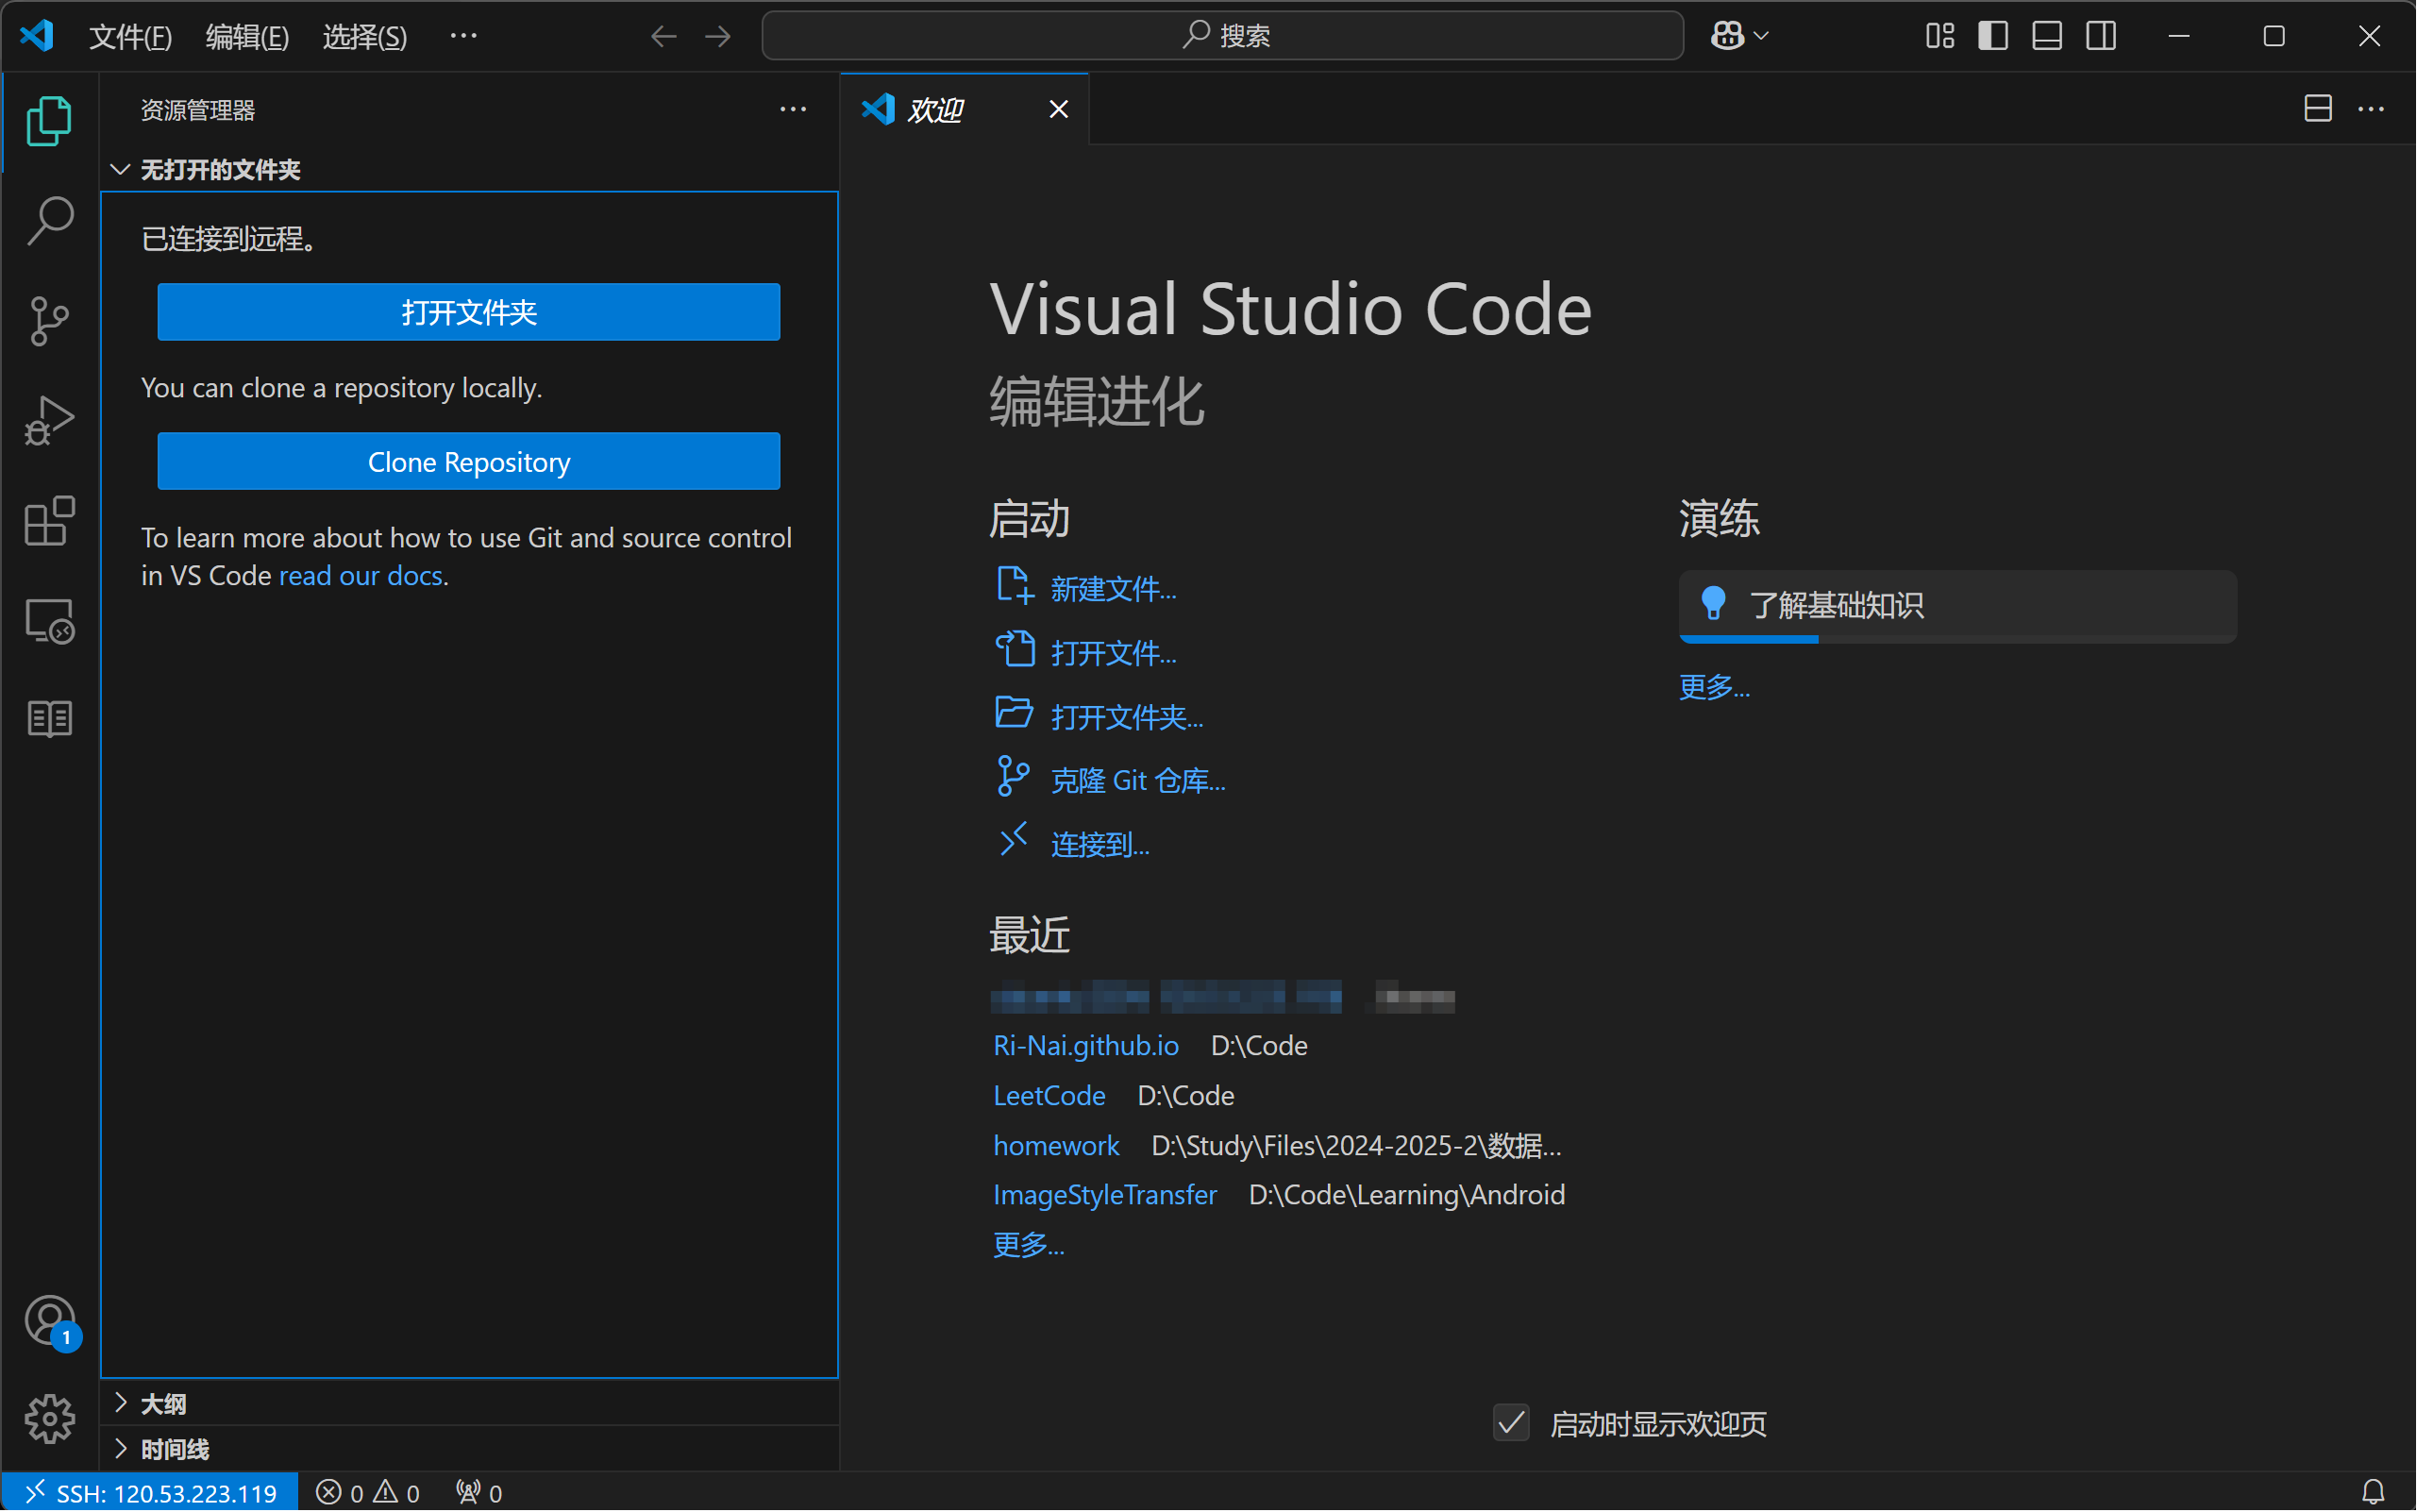 文件(F) 编辑(E) 选择(S) ··· 搜索
资源管理器 ···
无打开的文件夹
已连接到远程。
打开文件夹
You can clone a repository locally.
Clone Repository
To learn more about how to use Git and source control
in VS Code read our docs.
大纲
时间线
欢迎
Visual Studio Code
编辑进化
启动
新建文件...
打开文件...
打开文件夹...
克隆 Git 仓库...
连接到...
最近
Ri-Nai.github.io D:\Code
LeetCode D:\Code
homework D:\Study\Files\2024-2025-2\数据...
ImageStyleTransfer D:\Code\Learning\Android
更多...
演练
了解基础知识
更多...
启动时显示欢迎页
1
SSH: 120.53.223.119 0 0 0